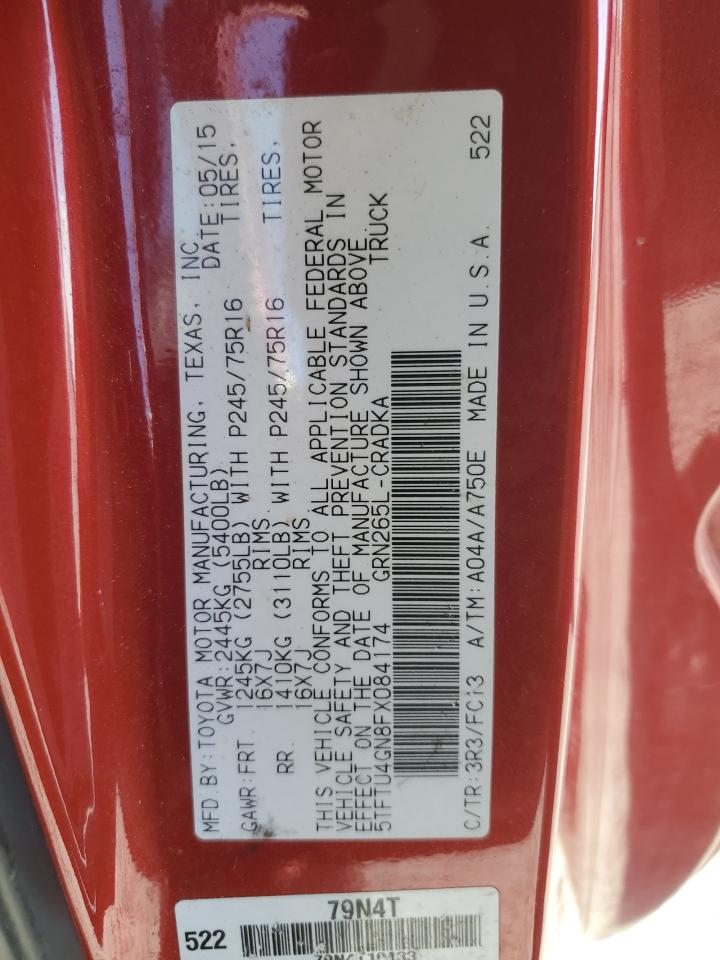 MFD.BY:TOYOTA MOTOR MANUFACTURING, TEXAS, INC.
GVWR:2445KG (5400LB) DATE:05/15
GAWR:FRT. 1245KG (2755LB) WITH P245/75R16 TIRES,
16X7J RIMS
RR. 1410KG (3110LB) WITH P245/75R16 TIRES,
16X7J RIMS
THIS VEHICLE CONFORMS TO ALL APPLICABLE FEDERAL MOTOR
VEHICLE SAFETY AND THEFT PREVENTION STANDARDS IN
EFFECT ON THE DATE OF MANUFACTURE SHOWN ABOVE.
5TFTU4GN8FX084174 GRN265L-CRADKA TRUCK
C/TR:3R3/FC13 A/TM:A04A/A750E MADE IN U.S.A. 522
79N4T
522